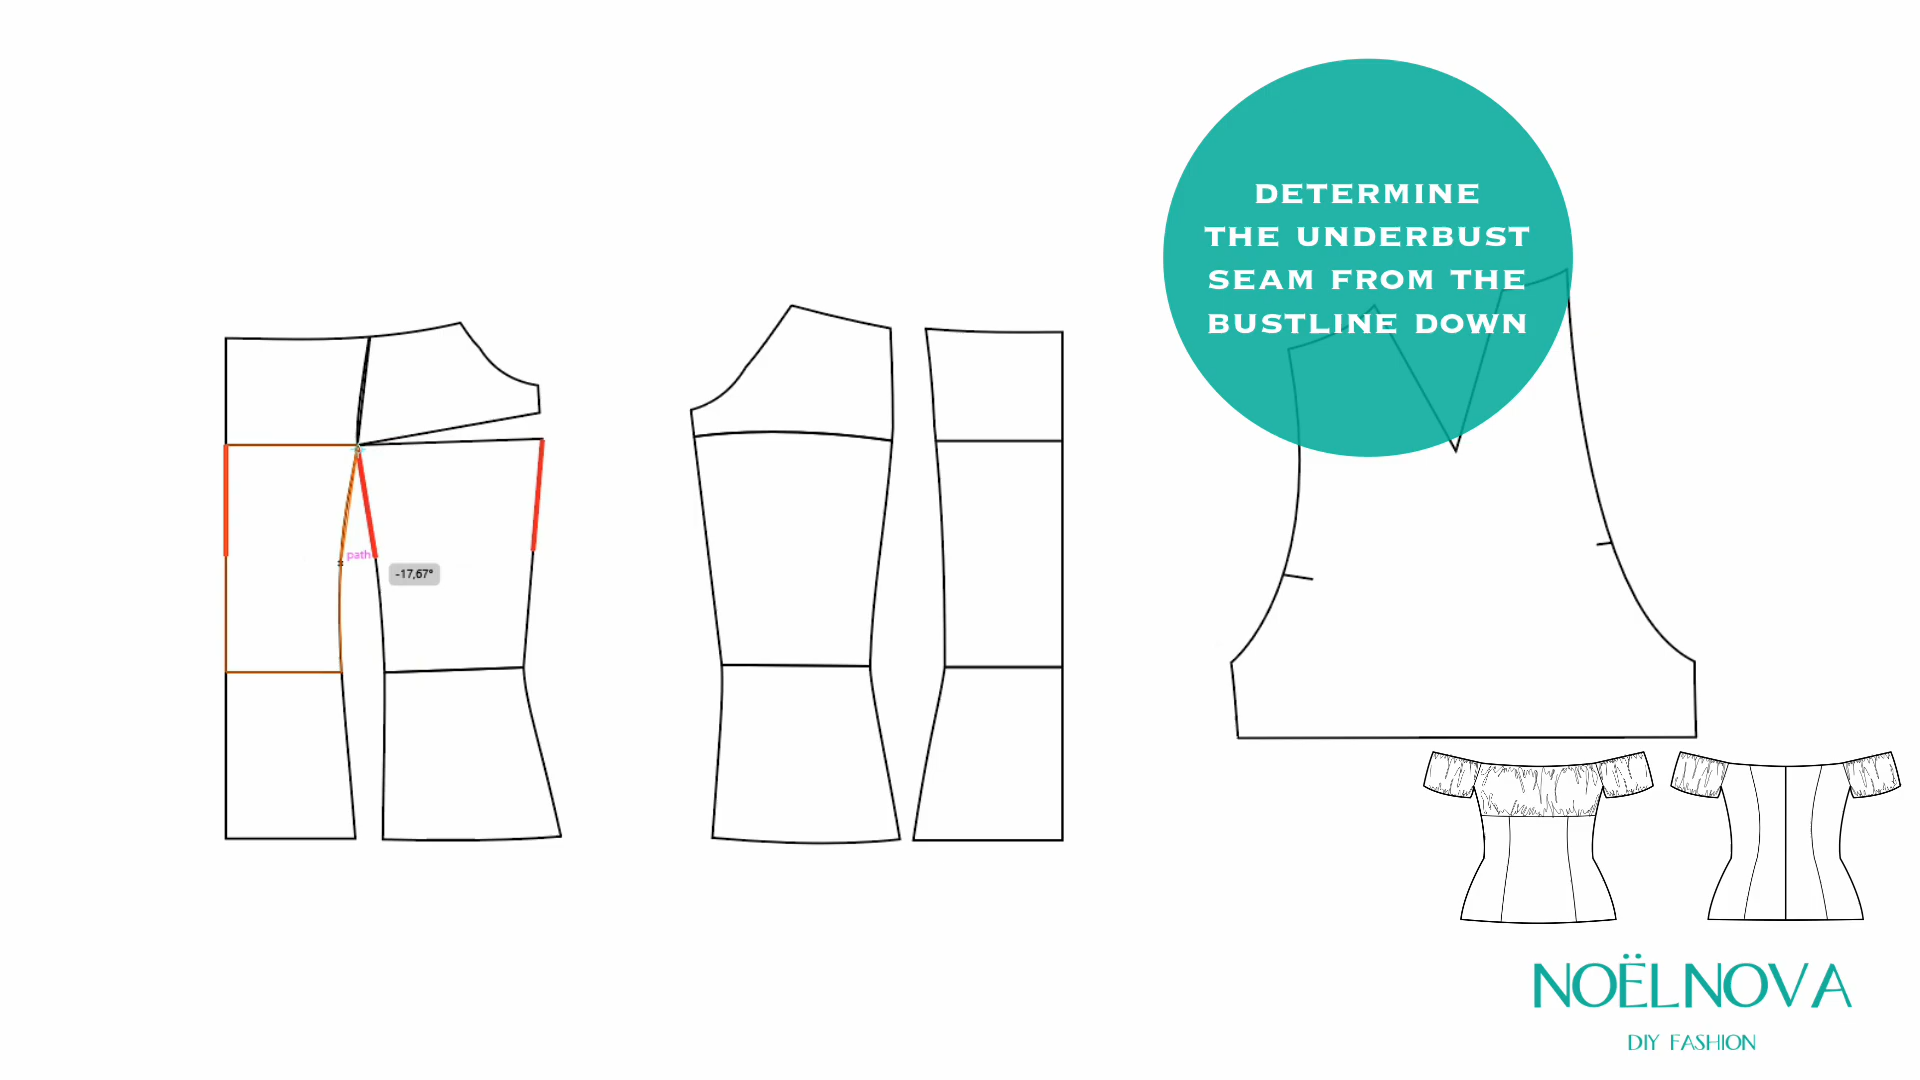 DETERMINE
THE UNDERBUST
SEAM FROM THE
BUSTLINE DOWN
path
-17,67°
NOËLNOVA
DIY FASHION